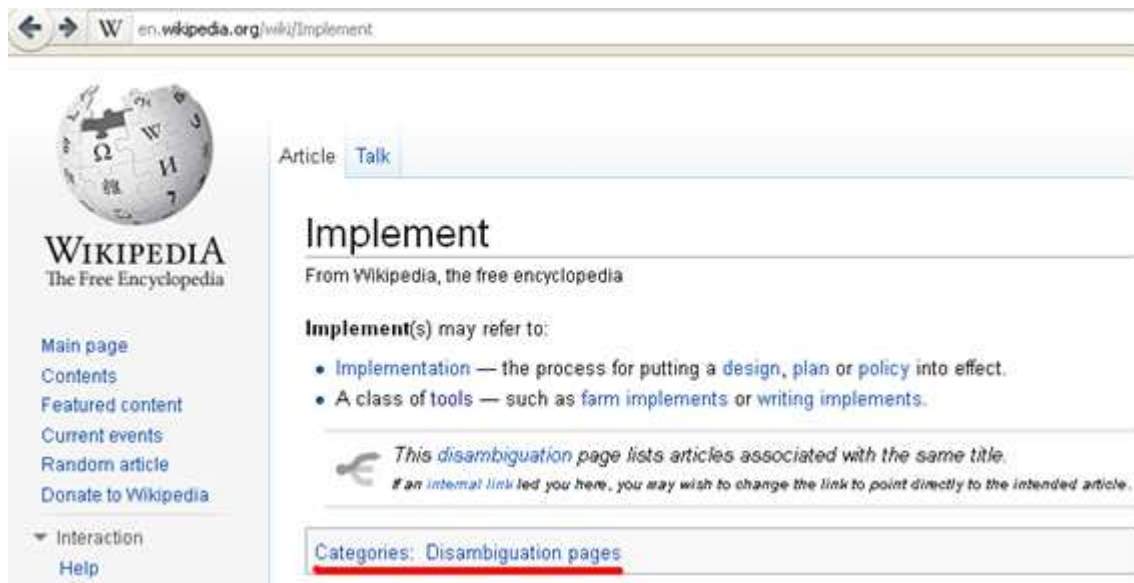 W en.wikipedia.org/wiki/Implement
Ω W И 7
WIKIPEDIA
The Free Encyclopedia
Main page
Contents
Featured content
Current events
Random article
Donate to Wikipedia
Interaction
Help
Article Talk
Implement
From Wikipedia, the free encyclopedia
Implement(s) may refer to:
• Implementation — the process for putting a design, plan or policy into effect.
• A class of tools — such as farm implements or writing implements.
This disambiguation page lists articles associated with the same title.
If an internal link led you here, you may wish to change the link to point directly to the intended article.
Categories: Disambiguation pages